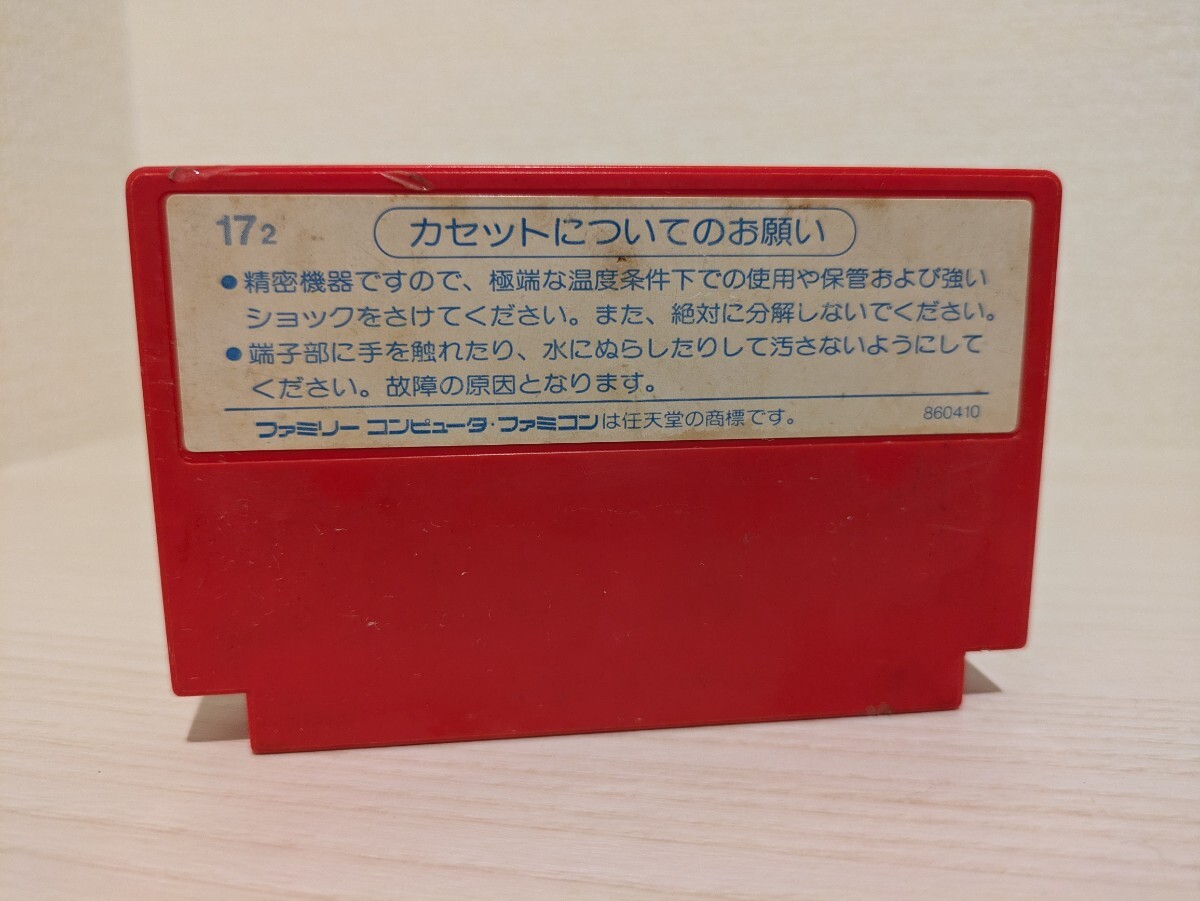 172
カセットについてのお願い
●精密機器ですので、極端な温度条件下での使用や保管および強い
ショックをさけてください。また、絶対に分解しないでください。
●端子部に手を触れたり、水にぬらしたりして汚さないようにして
ください。故障の原因となります。
ファミリーコンピュータ・ファミコンは任天堂の商標です。
860410